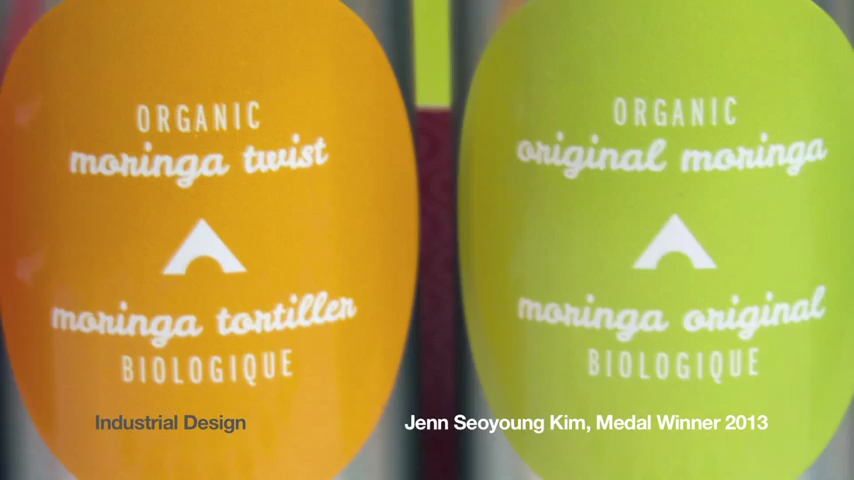 ORGANIC
moringa twist
moringa tortiller
BIOLOGIQUE
ORGANIC
original moringa
moringa original
BIOLOGIQUE
Industrial Design
Jenn Seoyoung Kim, Medal Winner 2013